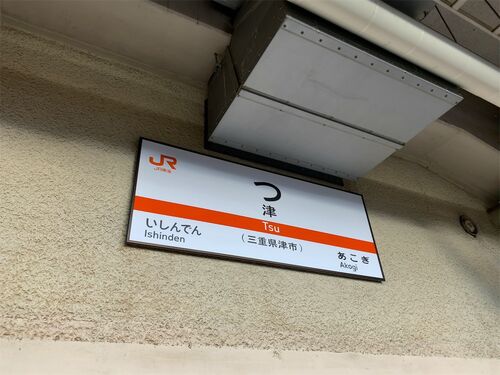 JR
JR東海
つ
津
Tsu
(三重県津市)
いしんでん
Ishinden
あこぎ
Akogi